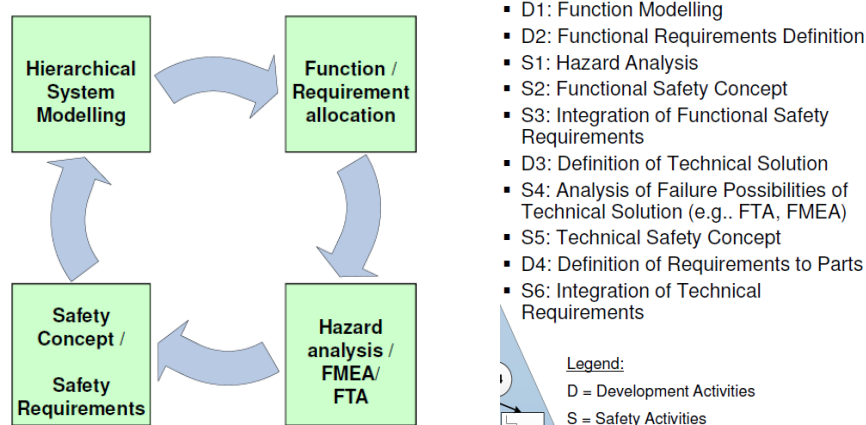 Hierarchical
System
Modelling
Function /
Requirement
allocation
Safety
Concept /
Safety
Requirements
Hazard
analysis /
FMEA/
FTA
▪ D1: Function Modelling
▪ D2: Functional Requirements Definition
▪ S1: Hazard Analysis
▪ S2: Functional Safety Concept
▪ S3: Integration of Functional Safety
Requirements
▪ D3: Definition of Technical Solution
▪ S4: Analysis of Failure Possibilities of
Technical Solution (e.g.. FTA, FMEA)
▪ S5: Technical Safety Concept
▪ D4: Definition of Requirements to Parts
▪ S6: Integration of Technical
Requirements
Legend:
D = Development Activities
S = Safety Activities